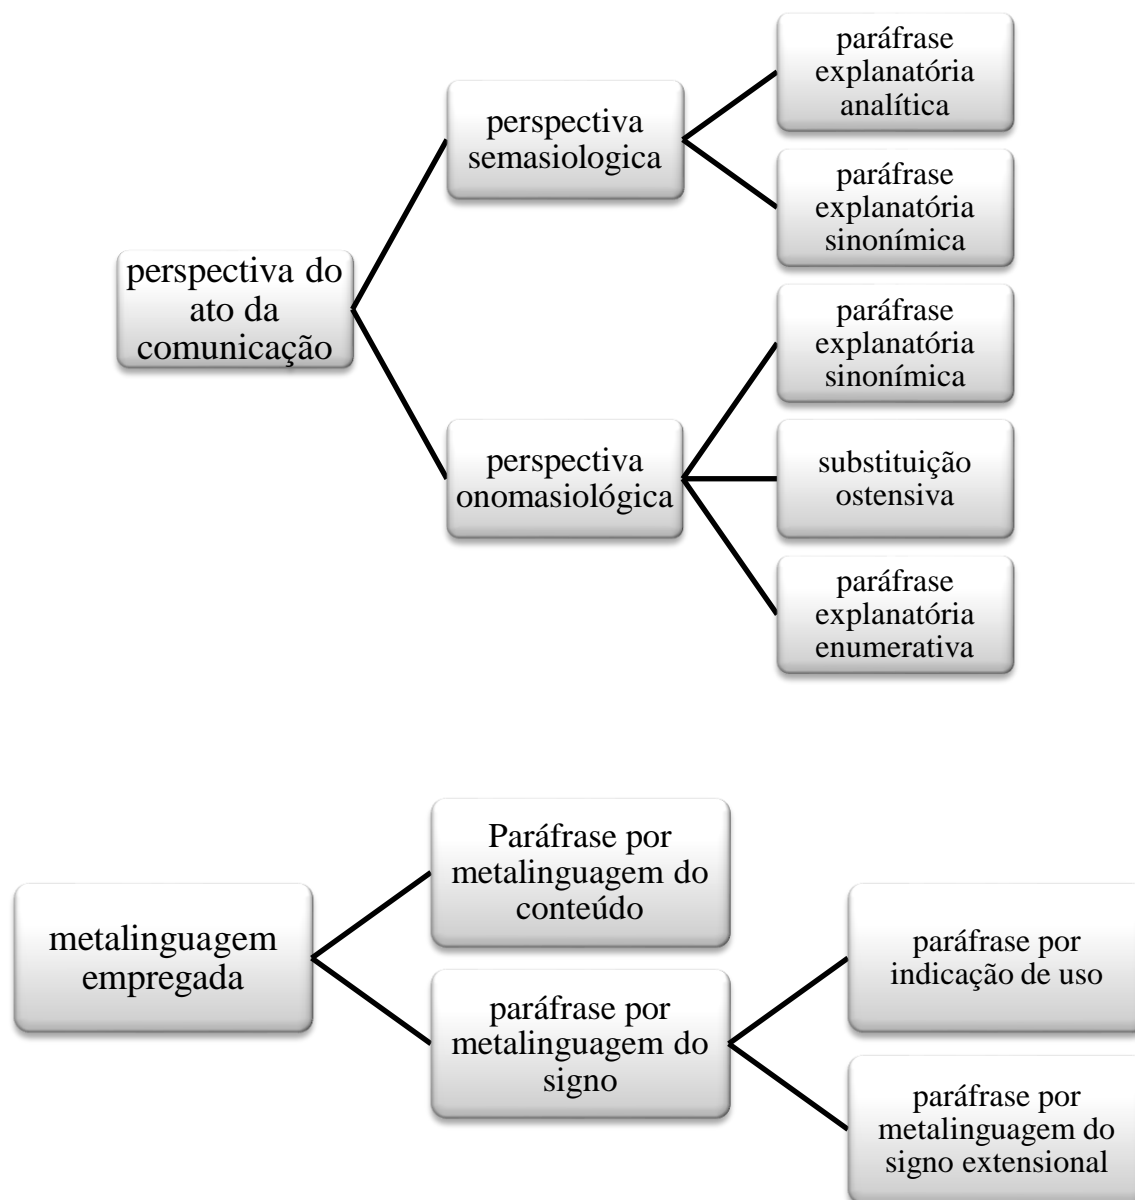 perspectiva do
ato da
comunicação
perspectiva
semasiologica
paráfrase
explanatória
analítica
paráfrase
explanatória
sinonímica
perspectiva
onomasiológica
paráfrase
explanatória
sinonímica
substituição
ostensiva
paráfrase
explanatória
enumerativa
metalinguagem
empregada
Paráfrase por
metalinguagem do
conteúdo
paráfrase por
metalinguagem do
signo
paráfrase por
indicação de uso
paráfrase por
metalinguagem do
signo extensional